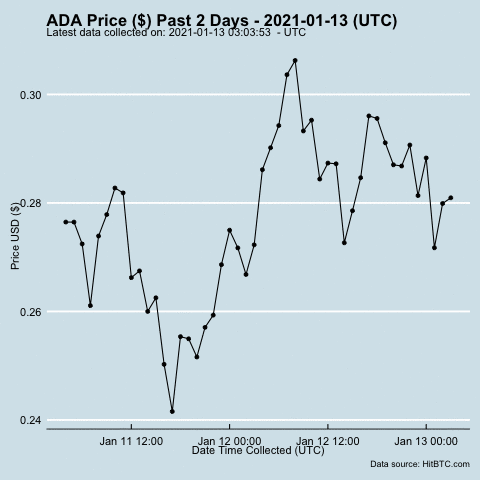 ADA Price ($) Past 2 Days - 2021-01-13 (UTC)
Latest data collected on: 2021-01-13 03:03:53 - UTC
Price USD ($)
0.30
0.28
0.26
0.24
Jan 11 12:00 Jan 12 00:00 Jan 12 12:00 Jan 13 00:00
Date Time Collected (UTC)
Data source: HitBTC.com